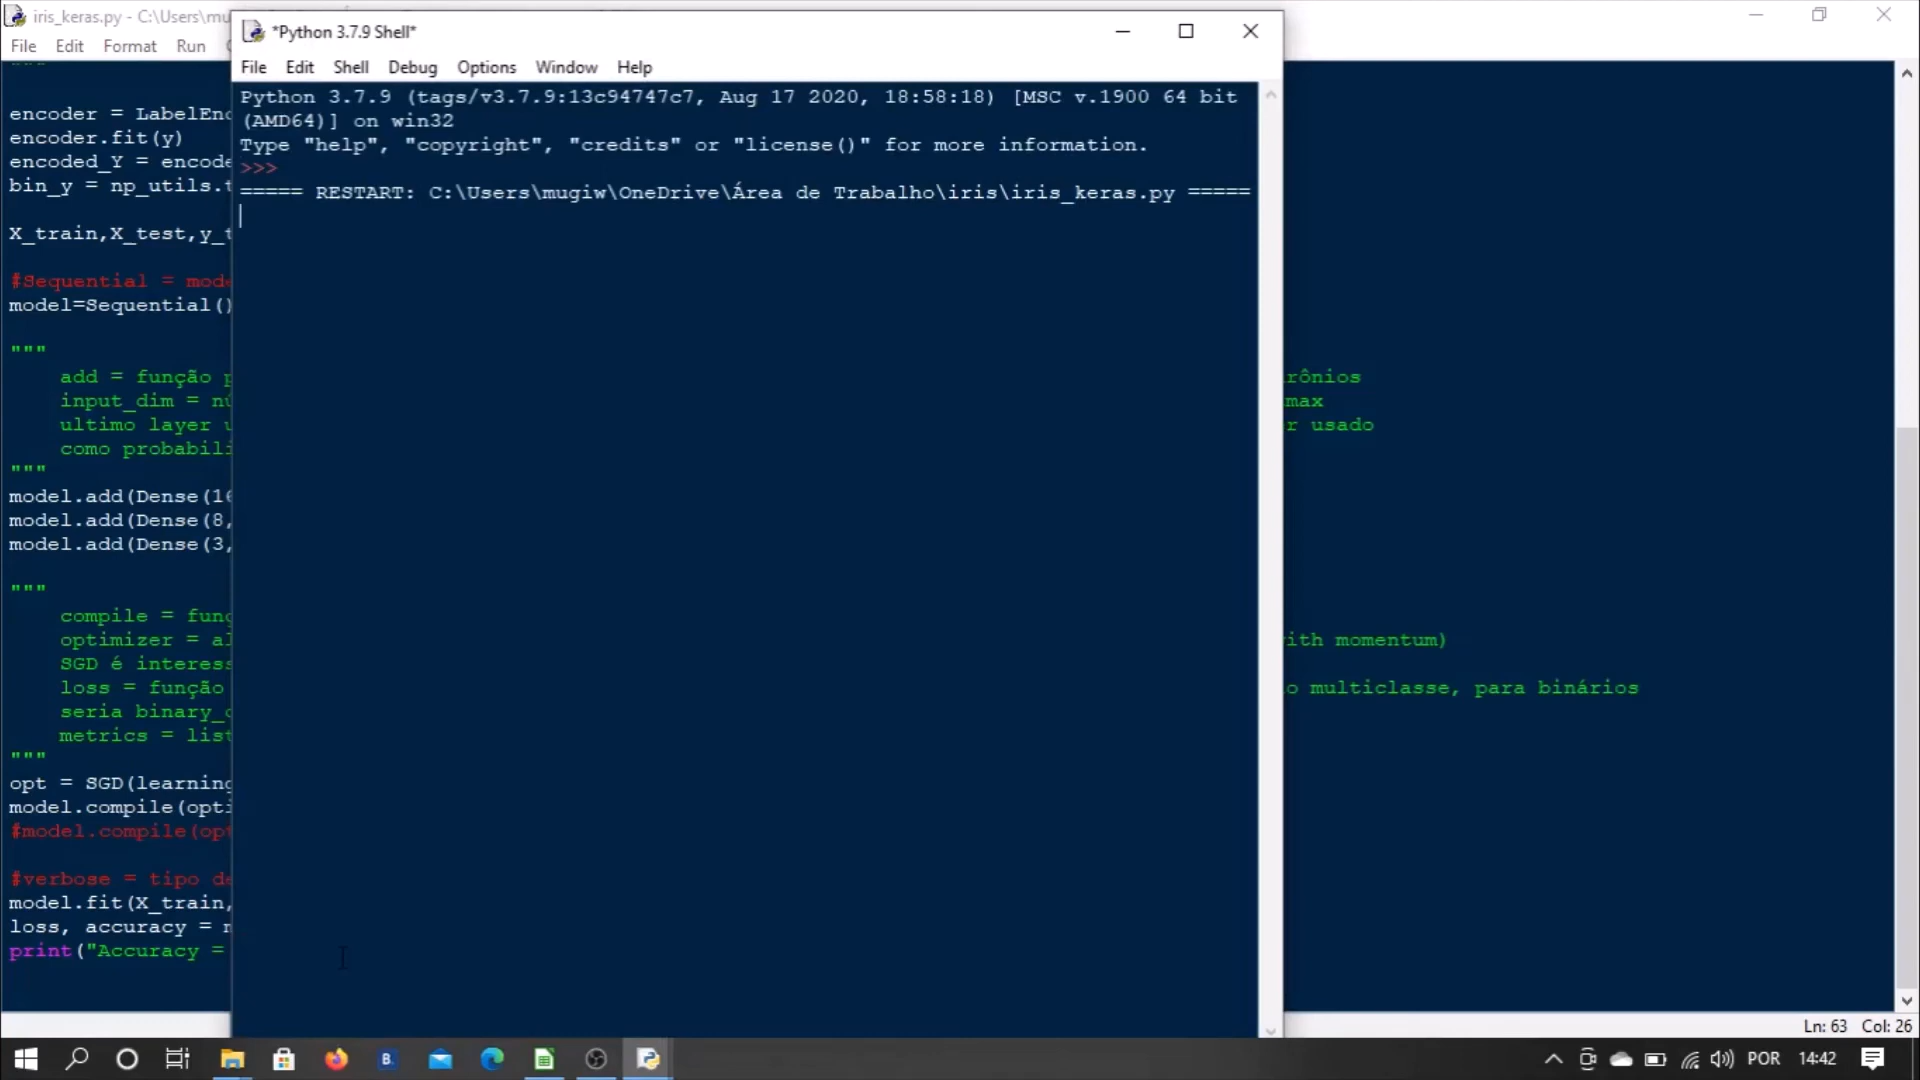 iris_keras.py - C:\Users\mu
File Edit Format Run
*Python 3.7.9 Shell*
File Edit Shell Debug Options Window Help
Python 3.7.9 (tags/v3.7.9:13c94747c7, Aug 17 2020, 18:58:18) [MSC v.1900 64 bit
(AMD64)] on win32
Type "help", "copyright", "credits" or "license()" for more information.
>>>
===== RESTART: C:\Users\mugiw\OneDrive\Área de Trabalho\iris\iris_keras.py =====
"""
encoder = LabelEnc
encoder.fit(y)
encoded_Y = encode
bin_y = np_utils.t
X_train,X_test,y_t
#Sequential = mode
model=Sequential()
"""
add = função p rônios
input_dim = nú max
ultimo layer u r usado
como probabili
"""
model.add(Dense(16
model.add(Dense(8,
model.add(Dense(3,
"""
compile = func
optimizer = al ith momentum)
SGD é interess
loss = função o multiclasse, para binários
seria binary_c
metrics = list
"""
opt = SGD(learning
model.compile(opti
#model.compile(opt
#verbose = tipo de
model.fit(X_train,
loss, accuracy = m
print("Accuracy =
Ln: 63 Col: 26
B.
POR 14:42